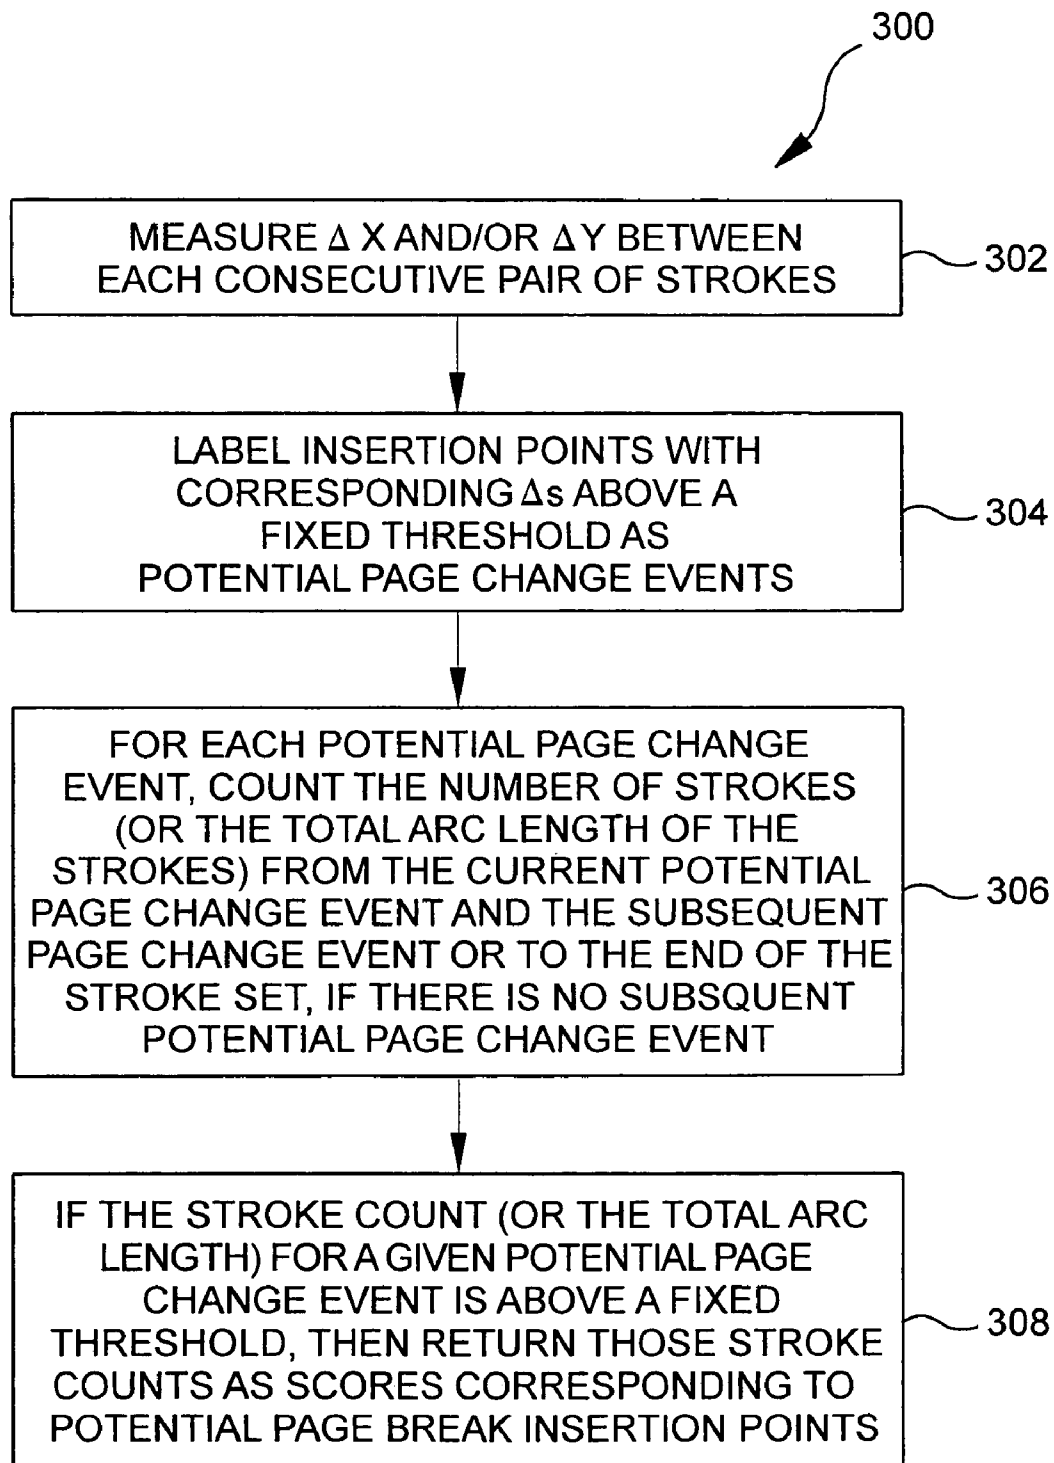 300
MEASURE Δ X AND/OR Δ Y BETWEEN
EACH CONSECUTIVE PAIR OF STROKES
302
LABEL INSERTION POINTS WITH
CORRESPONDING Δs ABOVE A
FIXED THRESHOLD AS
POTENTIAL PAGE CHANGE EVENTS
304
FOR EACH POTENTIAL PAGE CHANGE
EVENT, COUNT THE NUMBER OF STROKES
(OR THE TOTAL ARC LENGTH OF THE
STROKES) FROM THE CURRENT POTENTIAL
PAGE CHANGE EVENT AND THE SUBSEQUENT
PAGE CHANGE EVENT OR TO THE END OF THE
STROKE SET, IF THERE IS NO SUBSQUENT
POTENTIAL PAGE CHANGE EVENT
306
IF THE STROKE COUNT (OR THE TOTAL ARC
LENGTH) FOR A GIVEN POTENTIAL PAGE
CHANGE EVENT IS ABOVE A FIXED
THRESHOLD, THEN RETURN THOSE STROKE
COUNTS AS SCORES CORRESPONDING TO
POTENTIAL PAGE BREAK INSERTION POINTS
308